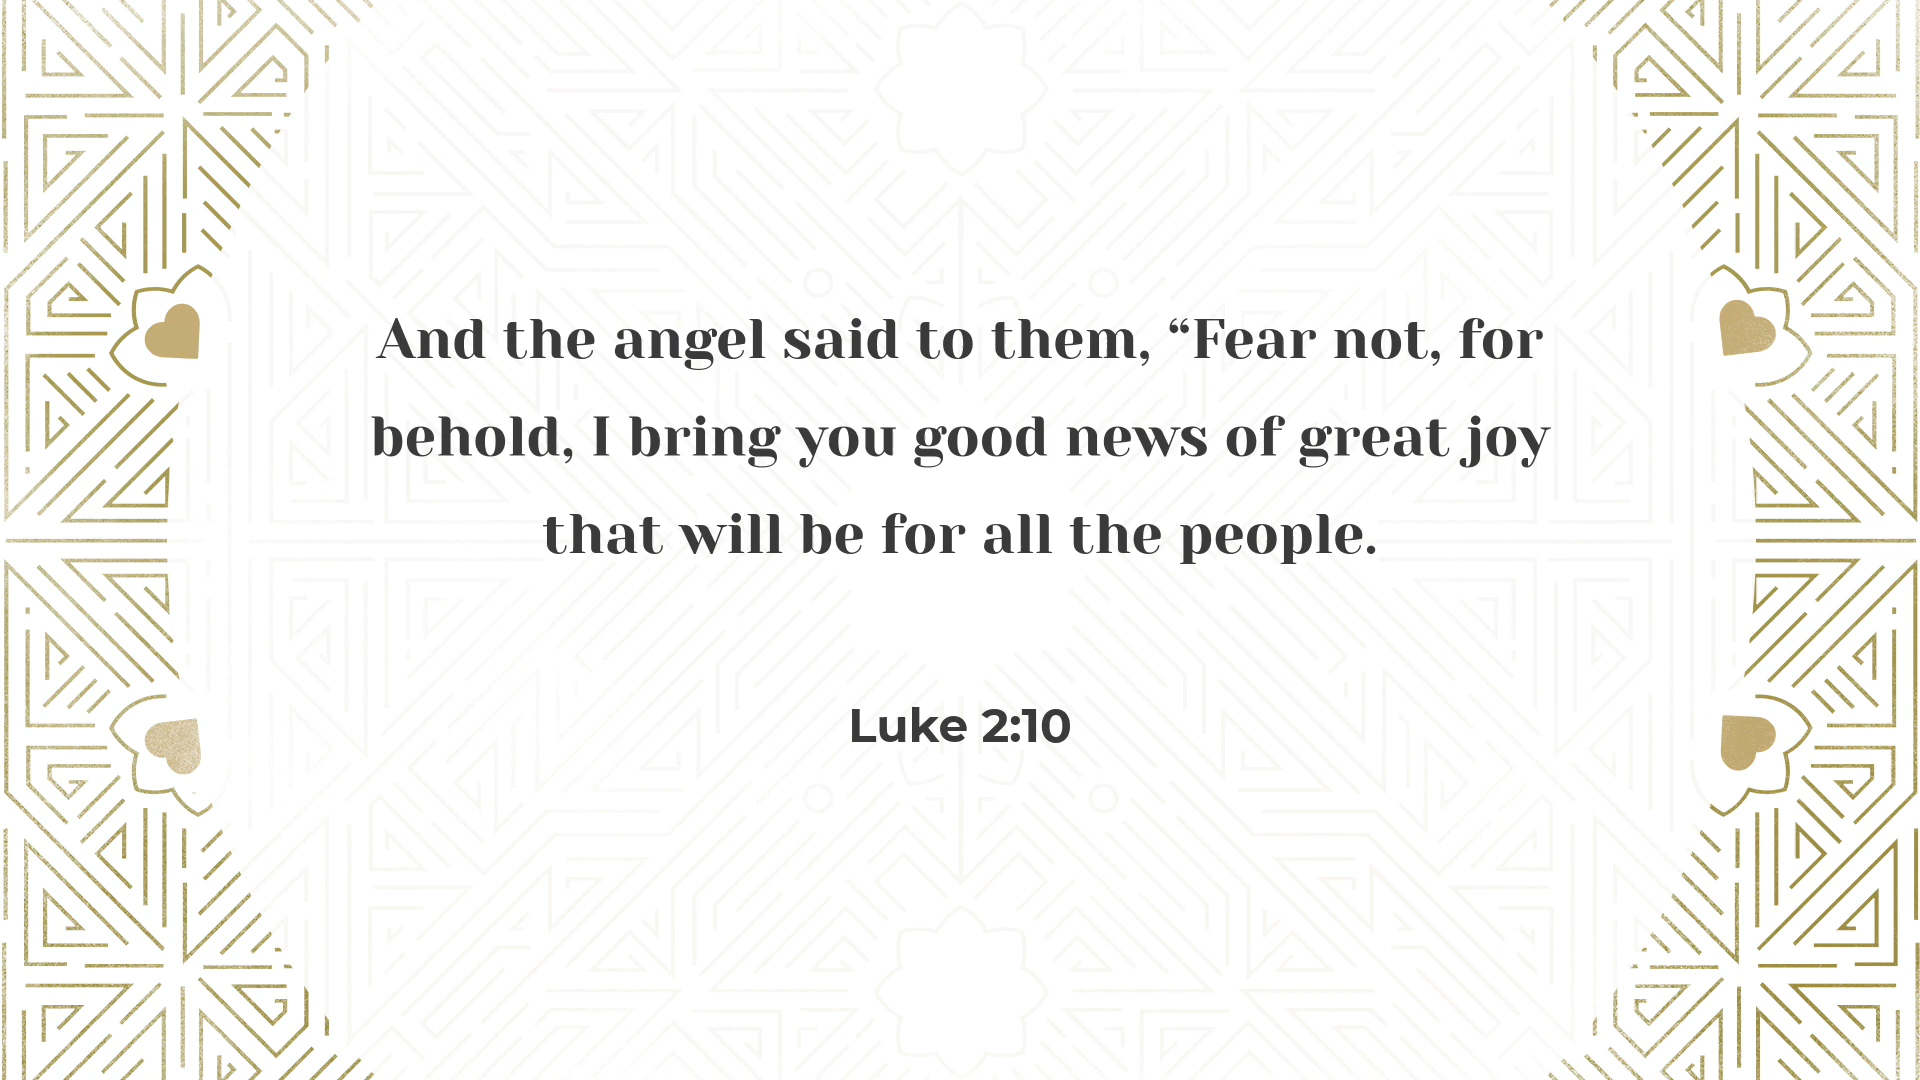 And the angel said to them, “Fear not, for
behold, I bring you good news of great joy
that will be for all the people.
Luke 2:10